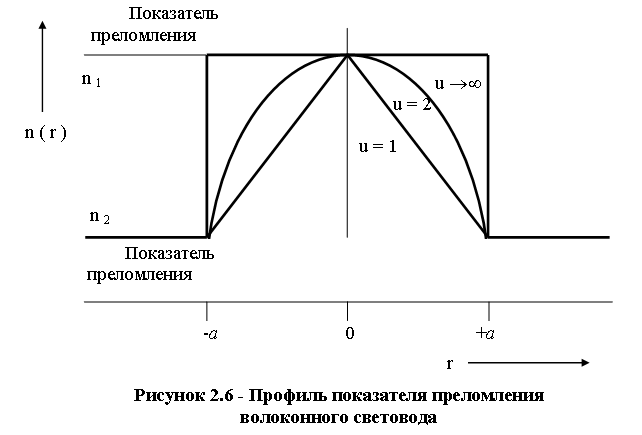 Показатель
преломления
n 1
n ( r )
u →∞
u = 2
u = 1
n 2
Показатель
преломления
-a
0
+a
r
Рисунок 2.6 - Профиль показателя преломления
волоконного световода